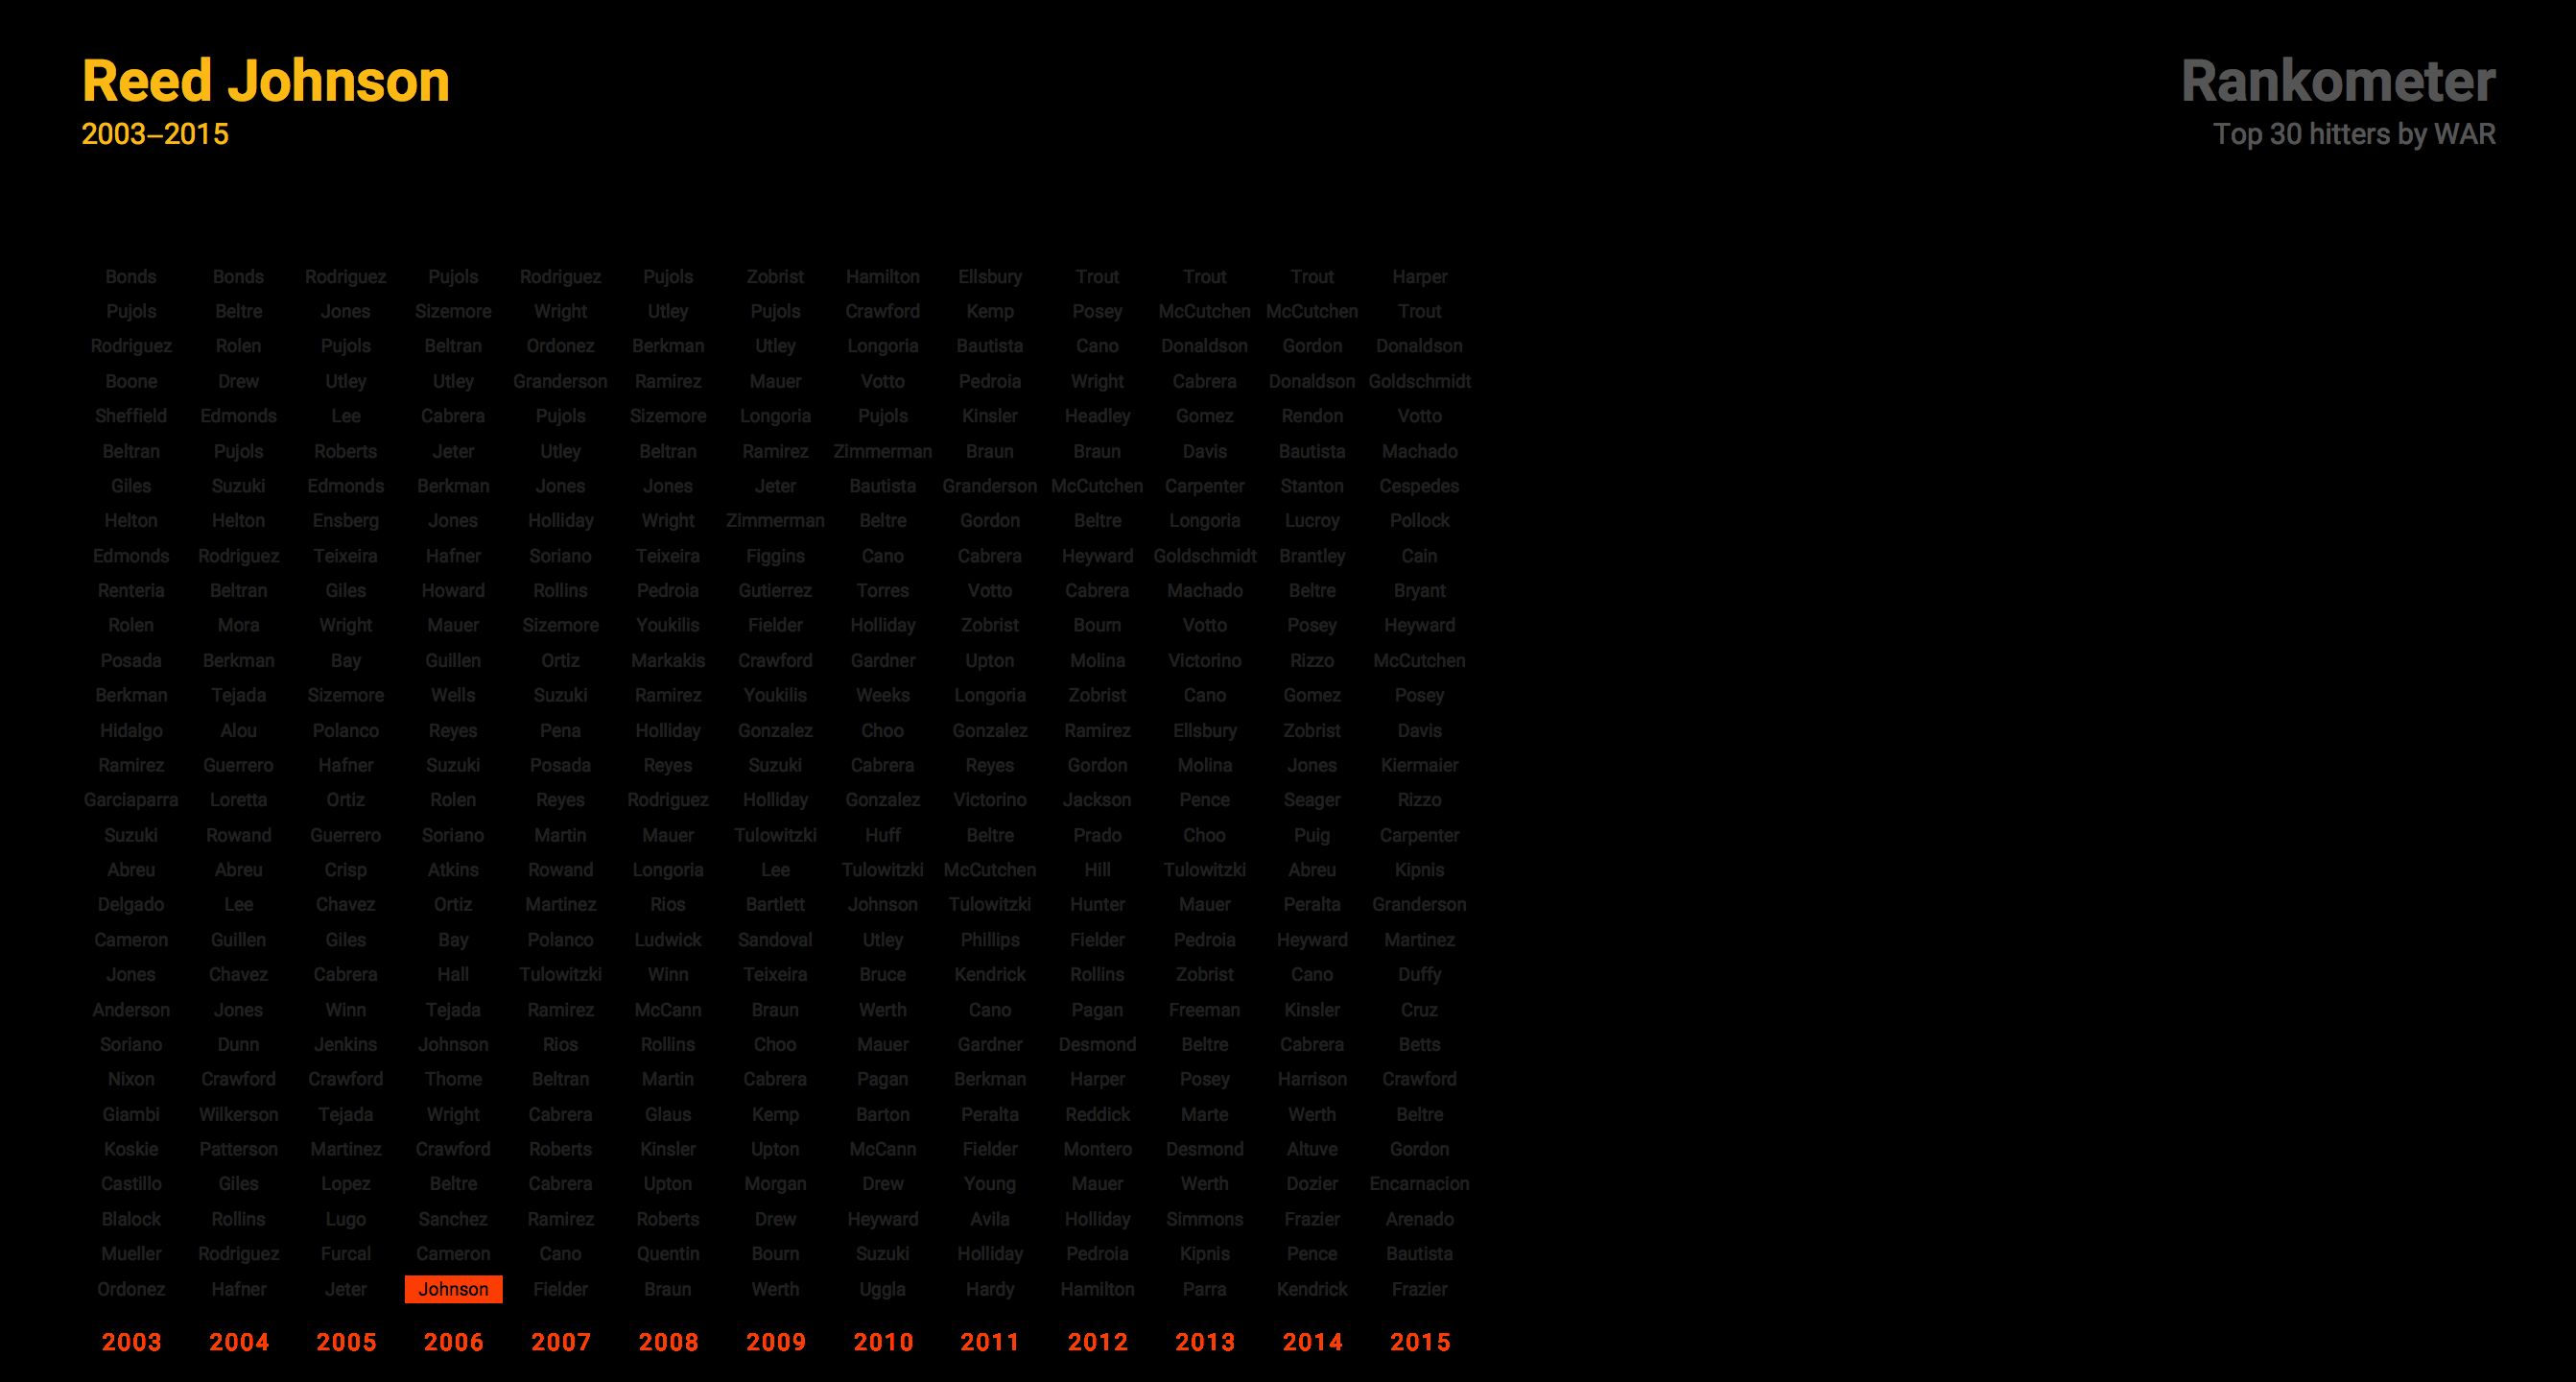 Reed Johnson
2003–2015
Rankometer
Top 30 hitters by WAR
Bonds Bonds Rodriguez Pujols Rodriguez Pujols Zobrist Hamilton Ellsbury Trout Trout Trout Harper
Pujols Beltre Jones Sizemore Wright Utley Pujols Crawford Kemp Posey McCutchen McCutchen Trout
Rodriguez Rolen Pujols Beltran Ordonez Berkman Utley Longoria Bautista Cano Donaldson Gordon Donaldson
Boone Drew Utley Utley Granderson Ramirez Mauer Votto Pedroia Wright Cabrera Donaldson Goldschmidt
Sheffield Edmonds Lee Cabrera Pujols Sizemore Longoria Pujols Kinsler Headley Gomez Rendon Votto
Beltran Pujols Roberts Jeter Utley Beltran Ramirez Zimmerman Braun Braun Davis Bautista Machado
Giles Suzuki Edmonds Berkman Jones Jones Jeter Bautista Granderson McCutchen Carpenter Stanton Cespedes
Helton Helton Ensberg Jones Holliday Wright Zimmerman Beltre Gordon Beltre Longoria Lucroy Pollock
Edmonds Rodriguez Teixeira Hafner Soriano Teixeira Figgins Cano Cabrera Heyward Goldschmidt Brantley Cain
Renteria Beltran Giles Howard Rollins Pedroia Gutierrez Torres Votto Cabrera Machado Beltre Bryant
Rolen Mora Wright Mauer Sizemore Youkilis Fielder Holliday Zobrist Bourn Votto Posey Heyward
Posada Berkman Bay Guillen Ortiz Markakis Crawford Gardner Upton Molina Victorino Rizzo McCutchen
Berkman Tejada Sizemore Wells Suzuki Ramirez Youkilis Weeks Longoria Zobrist Cano Gomez Posey
Hidalgo Alou Polanco Reyes Pena Holliday Gonzalez Choo Gonzalez Ramirez Ellsbury Zobrist Davis
Ramirez Guerrero Hafner Suzuki Posada Reyes Suzuki Cabrera Reyes Gordon Molina Jones Kiermaier
Garciaparra Loretta Ortiz Rolen Reyes Rodriguez Holliday Gonzalez Victorino Jackson Pence Seager Rizzo
Suzuki Rowand Guerrero Soriano Martin Mauer Tulowitzki Huff Beltre Prado Choo Puig Carpenter
Abreu Abreu Crisp Atkins Rowand Longoria Lee Tulowitzki McCutchen Hill Tulowitzki Abreu Kipnis
Delgado Lee Chavez Ortiz Martinez Rios Bartlett Johnson Tulowitzki Hunter Mauer Peralta Granderson
Cameron Guillen Giles Bay Polanco Ludwick Sandoval Utley Phillips Fielder Pedroia Heyward Martinez
Jones Chavez Cabrera Hall Tulowitzki Winn Teixeira Bruce Kendrick Rollins Zobrist Cano Duffy
Anderson Jones Winn Tejada Ramirez McCann Braun Werth Cano Pagan Freeman Kinsler Cruz
Soriano Dunn Jenkins Johnson Rios Rollins Choo Mauer Gardner Desmond Beltre Cabrera Betts
Nixon Crawford Crawford Thome Beltran Martin Cabrera Pagan Berkman Harper Posey Harrison Crawford
Giambi Wilkerson Tejada Wright Cabrera Glaus Kemp Barton Peralta Reddick Marte Werth Beltre
Koskie Patterson Martinez Crawford Roberts Kinsler Upton McCann Fielder Montero Desmond Altuve Gordon
Castillo Giles Lopez Beltre Cabrera Upton Morgan Drew Young Mauer Werth Dozier Encarnacion
Blalock Rollins Lugo Sanchez Ramirez Roberts Drew Heyward Avila Holliday Simmons Frazier Arenado
Mueller Rodriguez Furcal Cameron Cano Quentin Bourn Suzuki Holliday Pedroia Kipnis Pence Bautista
Ordonez Hafner Jeter Johnson Fielder Braun Werth Uggla Hardy Hamilton Parra Kendrick Frazier
2003 2004 2005 2006 2007 2008 2009 2010 2011 2012 2013 2014 2015